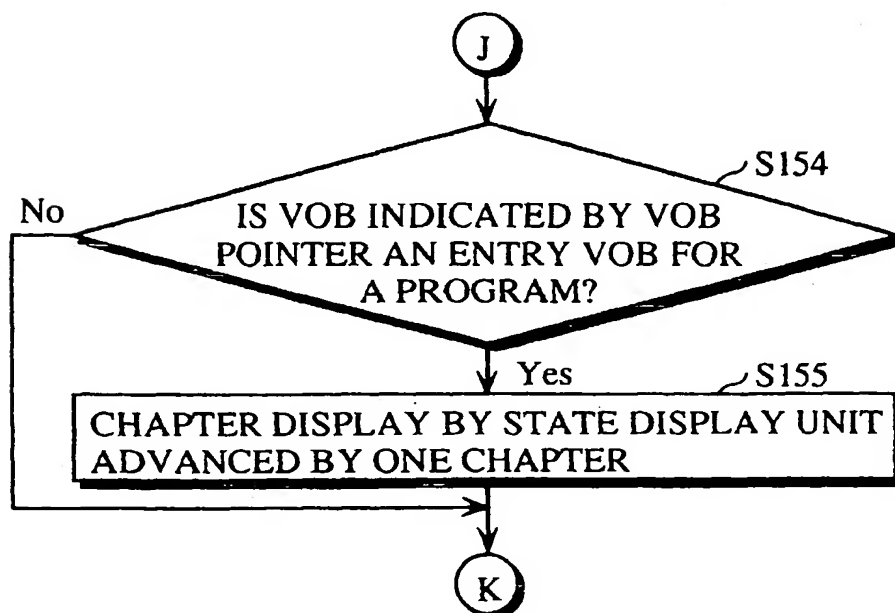 J
S154
No
IS VOB INDICATED BY VOB
POINTER AN ENTRY VOB FOR
A PROGRAM?
Yes
S155
CHAPTER DISPLAY BY STATE DISPLAY UNIT
ADVANCED BY ONE CHAPTER
K